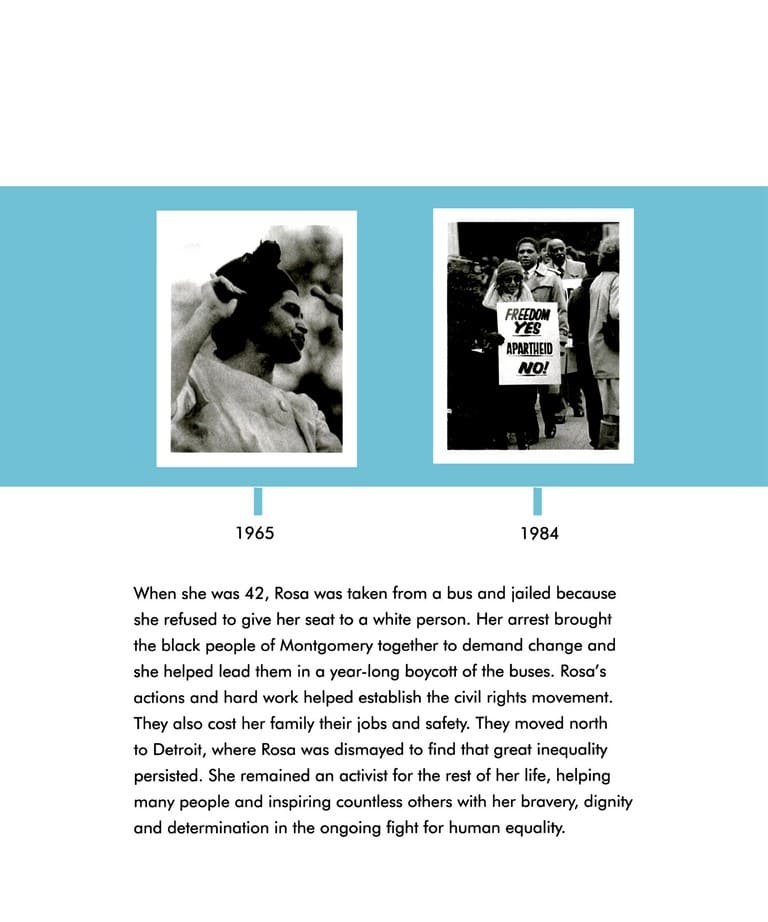 FREEDOM
YES
APARTHEID
NO!
1965
1984
When she was 42, Rosa was taken from a bus and jailed because
she refused to give her seat to a white person. Her arrest brought
the black people of Montgomery together to demand change and
she helped lead them in a year-long boycott of the buses. Rosa’s
actions and hard work helped establish the civil rights movement.
They also cost her family their jobs and safety. They moved north
to Detroit, where Rosa was dismayed to find that great inequality
persisted. She remained an activist for the rest of her life, helping
many people and inspiring countless others with her bravery, dignity
and determination in the ongoing fight for human equality.